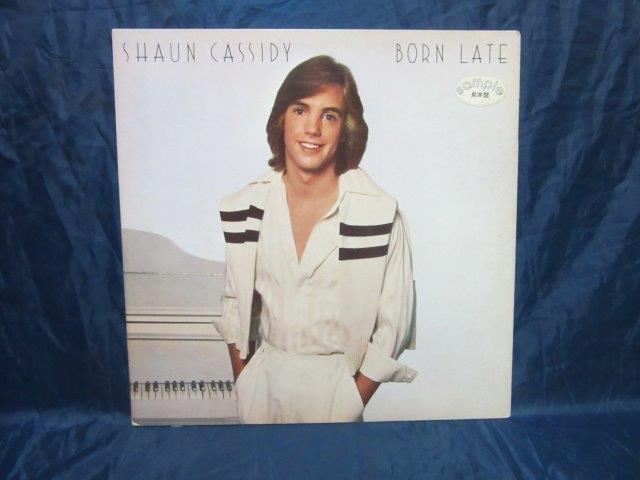 SHAUN CASSIDY BORN LATE
sample
見本盤